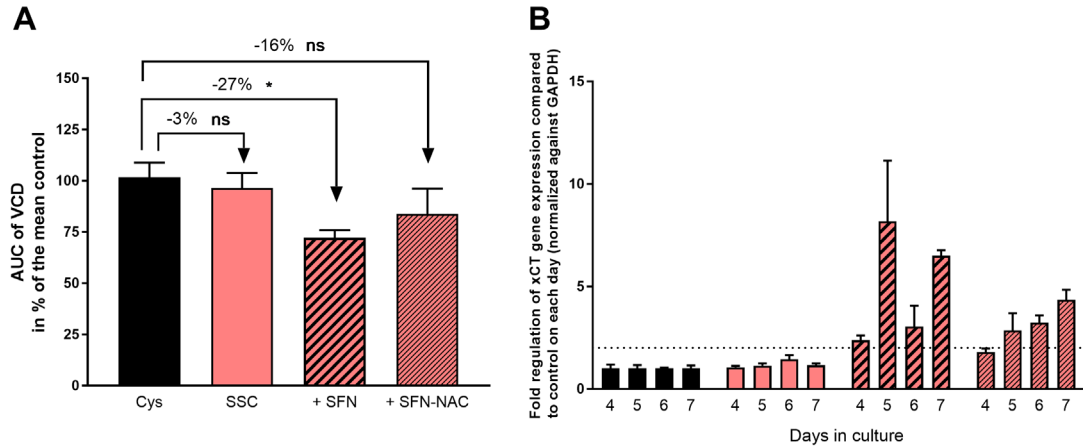 A
-16% ns
-27% *
-3% ns
AUC of VCD
in % of the mean control
150
125
100
75
50
25
0
Cys SSC + SFN + SFN-NAC
B
Fold regulation of xCT gene expression compared
to control on each day (normalized against GAPDH)
15
10
5
0
4 5 6 7 4 5 6 7 4 5 6 7 4 5 6 7
Days in culture